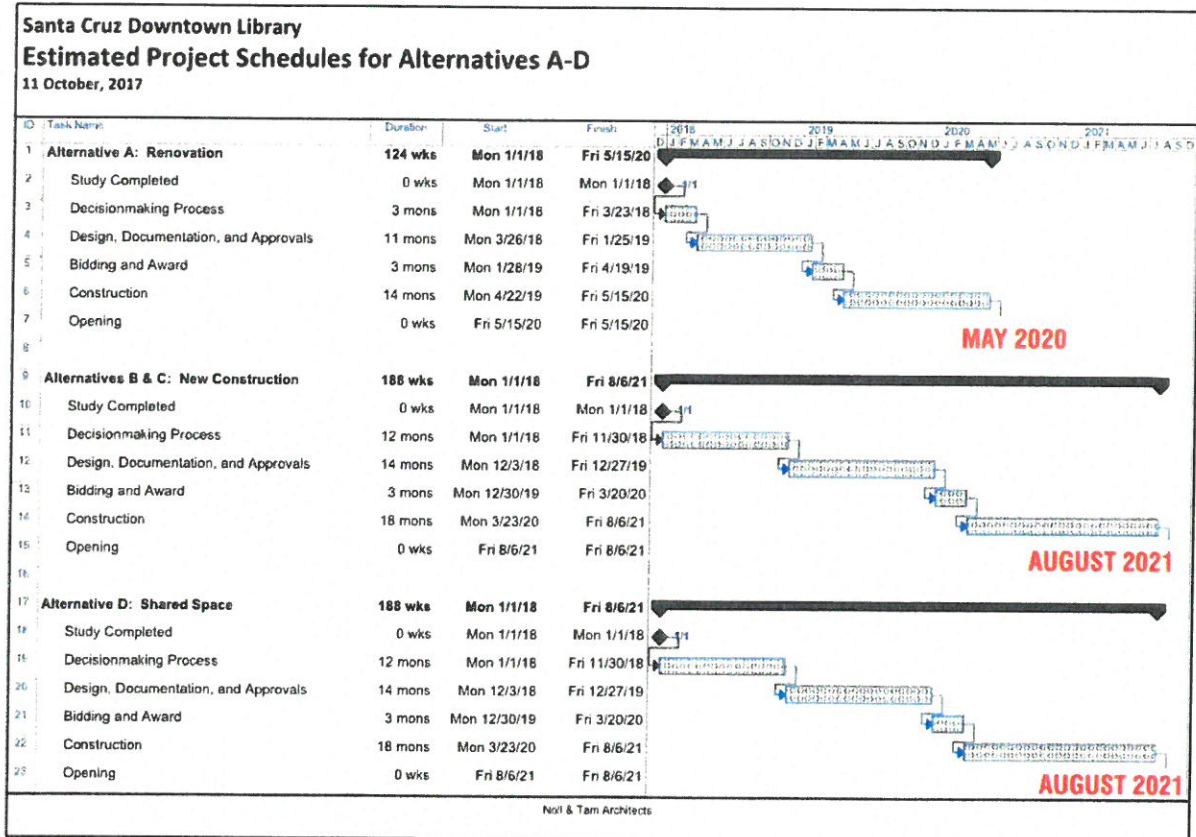 Santa Cruz Downtown Library
Estimated Project Schedules for Alternatives A-D
11 October, 2017
ID Task Name Duration Start Finish 2018 2019 2020 2021
D J F M A M J J A S O N D J F M A M J J A S O N D J F M A M J J A S O N D J F M A M J J A S O
1 Alternative A: Renovation 124 wks Mon 1/1/18 Fri 5/15/20
2 Study Completed 0 wks Mon 1/1/18 Mon 1/1/18 1/1
3 Decisionmaking Process 3 mons Mon 1/1/18 Fri 3/23/18
4 Design, Documentation, and Approvals 11 mons Mon 3/26/18 Fri 1/25/19
5 Bidding and Award 3 mons Mon 1/28/19 Fri 4/19/19
6 Construction 14 mons Mon 4/22/19 Fri 5/15/20
7 Opening 0 wks Fri 5/15/20 Fri 5/15/20
MAY 2020
8
9 Alternatives B & C: New Construction 188 wks Mon 1/1/18 Fri 8/6/21
10 Study Completed 0 wks Mon 1/1/18 Mon 1/1/18 1/1
11 Decisionmaking Process 12 mons Mon 1/1/18 Fri 11/30/18
12 Design, Documentation, and Approvals 14 mons Mon 12/3/18 Fri 12/27/19
13 Bidding and Award 3 mons Mon 12/30/19 Fri 3/20/20
14 Construction 18 mons Mon 3/23/20 Fri 8/6/21
15 Opening 0 wks Fri 8/6/21 Fri 8/6/21
AUGUST 2021
16
17 Alternative D: Shared Space 188 wks Mon 1/1/18 Fri 8/6/21
18 Study Completed 0 wks Mon 1/1/18 Mon 1/1/18 1/1
19 Decisionmaking Process 12 mons Mon 1/1/18 Fri 11/30/18
20 Design, Documentation, and Approvals 14 mons Mon 12/3/18 Fri 12/27/19
21 Bidding and Award 3 mons Mon 12/30/19 Fri 3/20/20
22 Construction 18 mons Mon 3/23/20 Fri 8/6/21
23 Opening 0 wks Fri 8/6/21 Fri 8/6/21
AUGUST 2021
Noll & Tam Architects